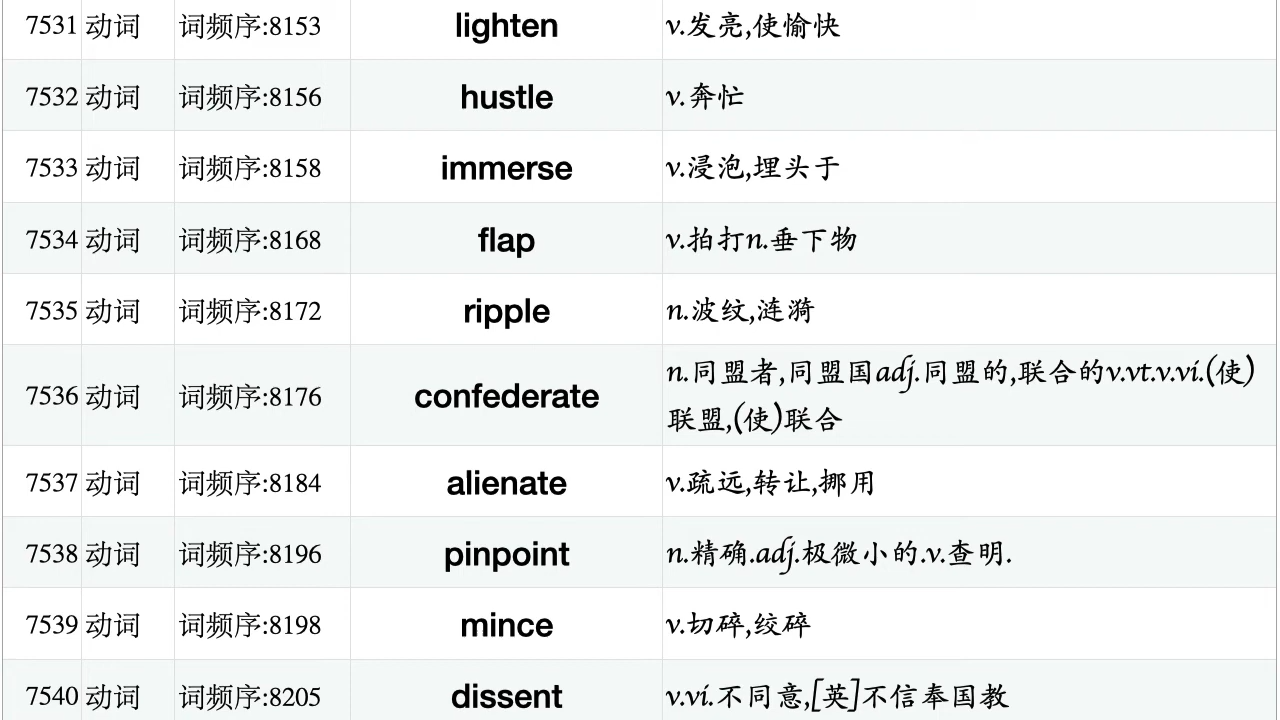 7531 动词 词频序:8153 lighten v.发亮,使愉快
7532 动词 词频序:8156 hustle v.奔忙
7533 动词 词频序:8158 immerse v.浸泡,埋头于
7534 动词 词频序:8168 flap v.拍打n.垂下物
7535 动词 词频序:8172 ripple n.波纹,涟漪
7536 动词 词频序:8176 confederate n.同盟者,同盟国adj.同盟的,联合的v.vt.v.vi.(使)
联盟,(使)联合
7537 动词 词频序:8184 alienate v.疏远,转让,挪用
7538 动词 词频序:8196 pinpoint n.精确.adj.极微小的.v.查明.
7539 动词 词频序:8198 mince v.切碎,绞碎
7540 动词 词频序:8205 dissent v.vi.不同意,[英]不信奉国教